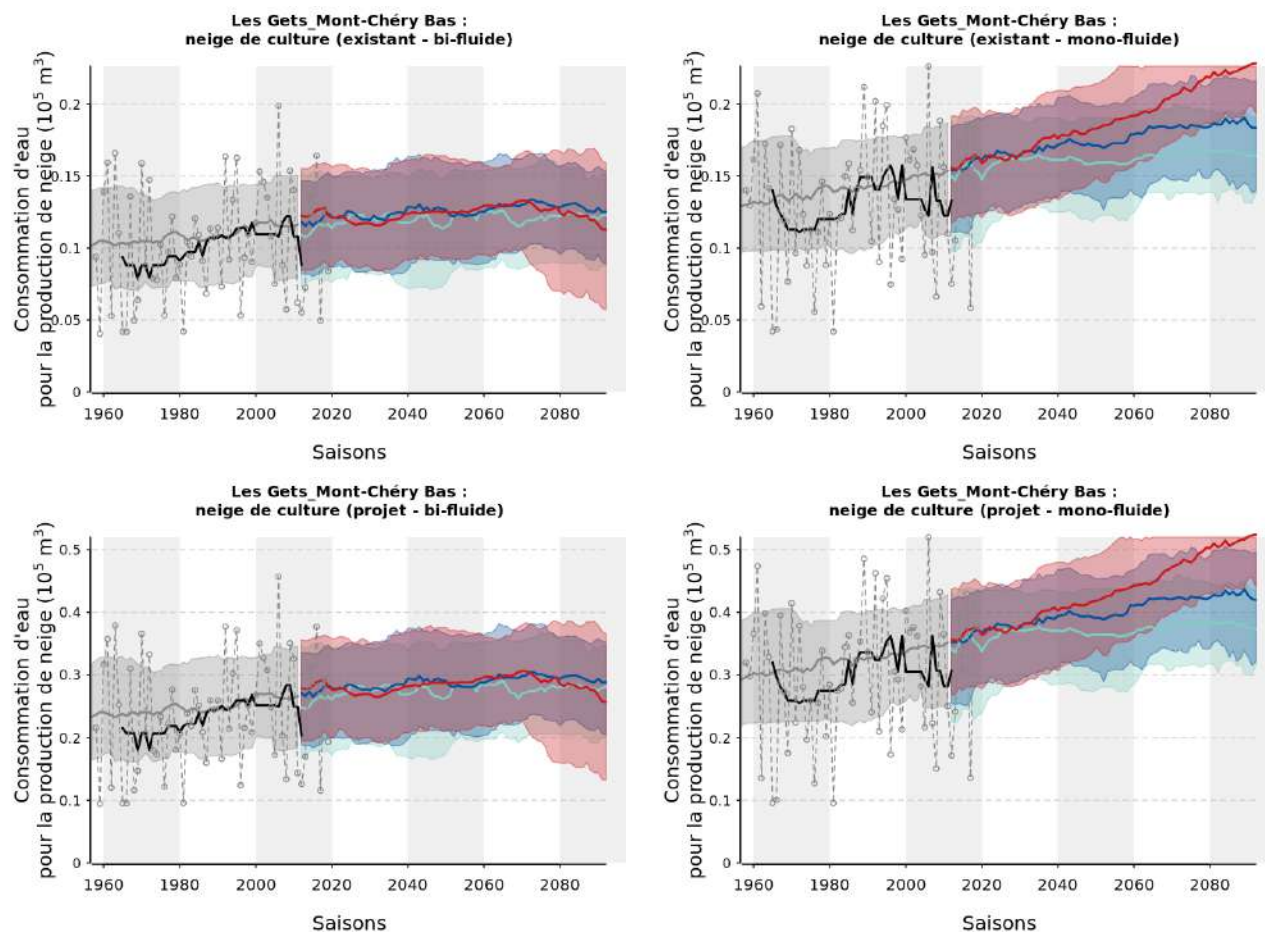 Les Gets_Mont-Chéry Bas :
neige de culture (existant - bi-fluide)
Consommation d'eau
pour la production de neige (10⁵ m³)
0.2
0.15
0.1
0.05
0
1960 1980 2000 2020 2040 2060 2080
Saisons
Les Gets_Mont-Chéry Bas :
neige de culture (existant - mono-fluide)
Consommation d'eau
pour la production de neige (10⁵ m³)
0.2
0.15
0.1
0.05
0
1960 1980 2000 2020 2040 2060 2080
Saisons
Les Gets_Mont-Chéry Bas :
neige de culture (projet - bi-fluide)
Consommation d'eau
pour la production de neige (10⁵ m³)
0.5
0.4
0.3
0.2
0.1
0
1960 1980 2000 2020 2040 2060 2080
Saisons
Les Gets_Mont-Chéry Bas :
neige de culture (projet - mono-fluide)
Consommation d'eau
pour la production de neige (10⁵ m³)
0.5
0.4
0.3
0.2
0.1
0
1960 1980 2000 2020 2040 2060 2080
Saisons